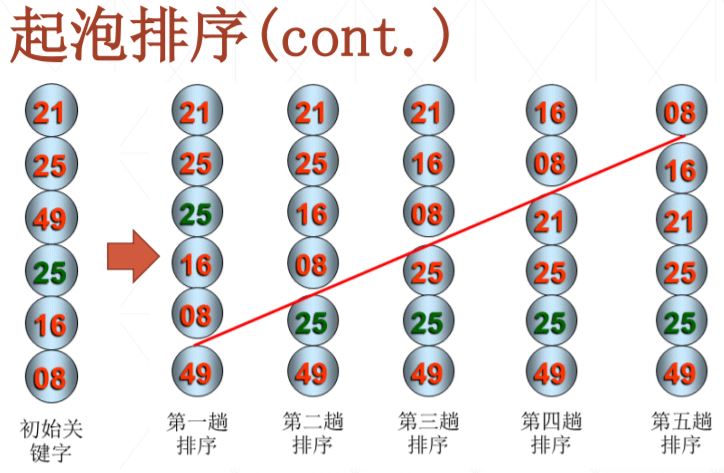 起泡排序(cont.)
21 21 21 21 16 08
25 25 25 16 08 16
49 25 16 08 21 21
25 16 08 25 25 25
16 08 25 25 25 25
08 49 49 49 49 49
初始关 第一趟 第二趟 第三趟 第四趟 第五趟
键字 排序 排序 排序 排序 排序